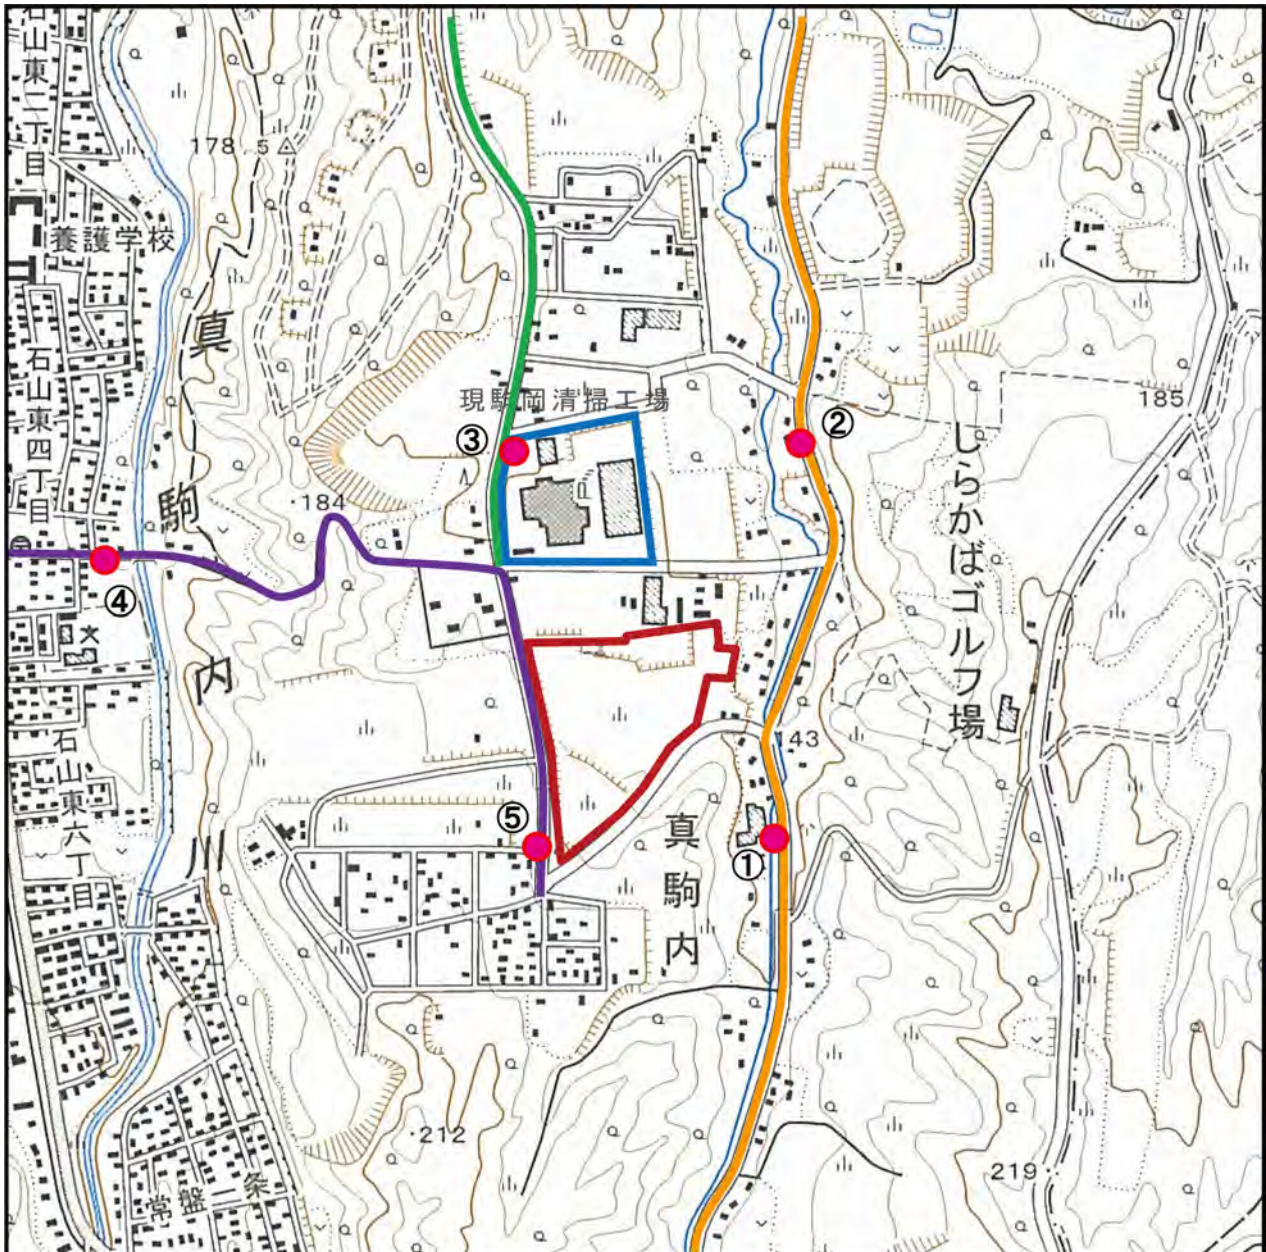 石山東二丁目
178.5
養護学校
石山東四丁目
真駒内川
現駒岡清掃工場
③
②
185
しらかばゴルフ場
184
④
143
石山東六丁目
⑤
①
真駒内
212
219
常盤一条